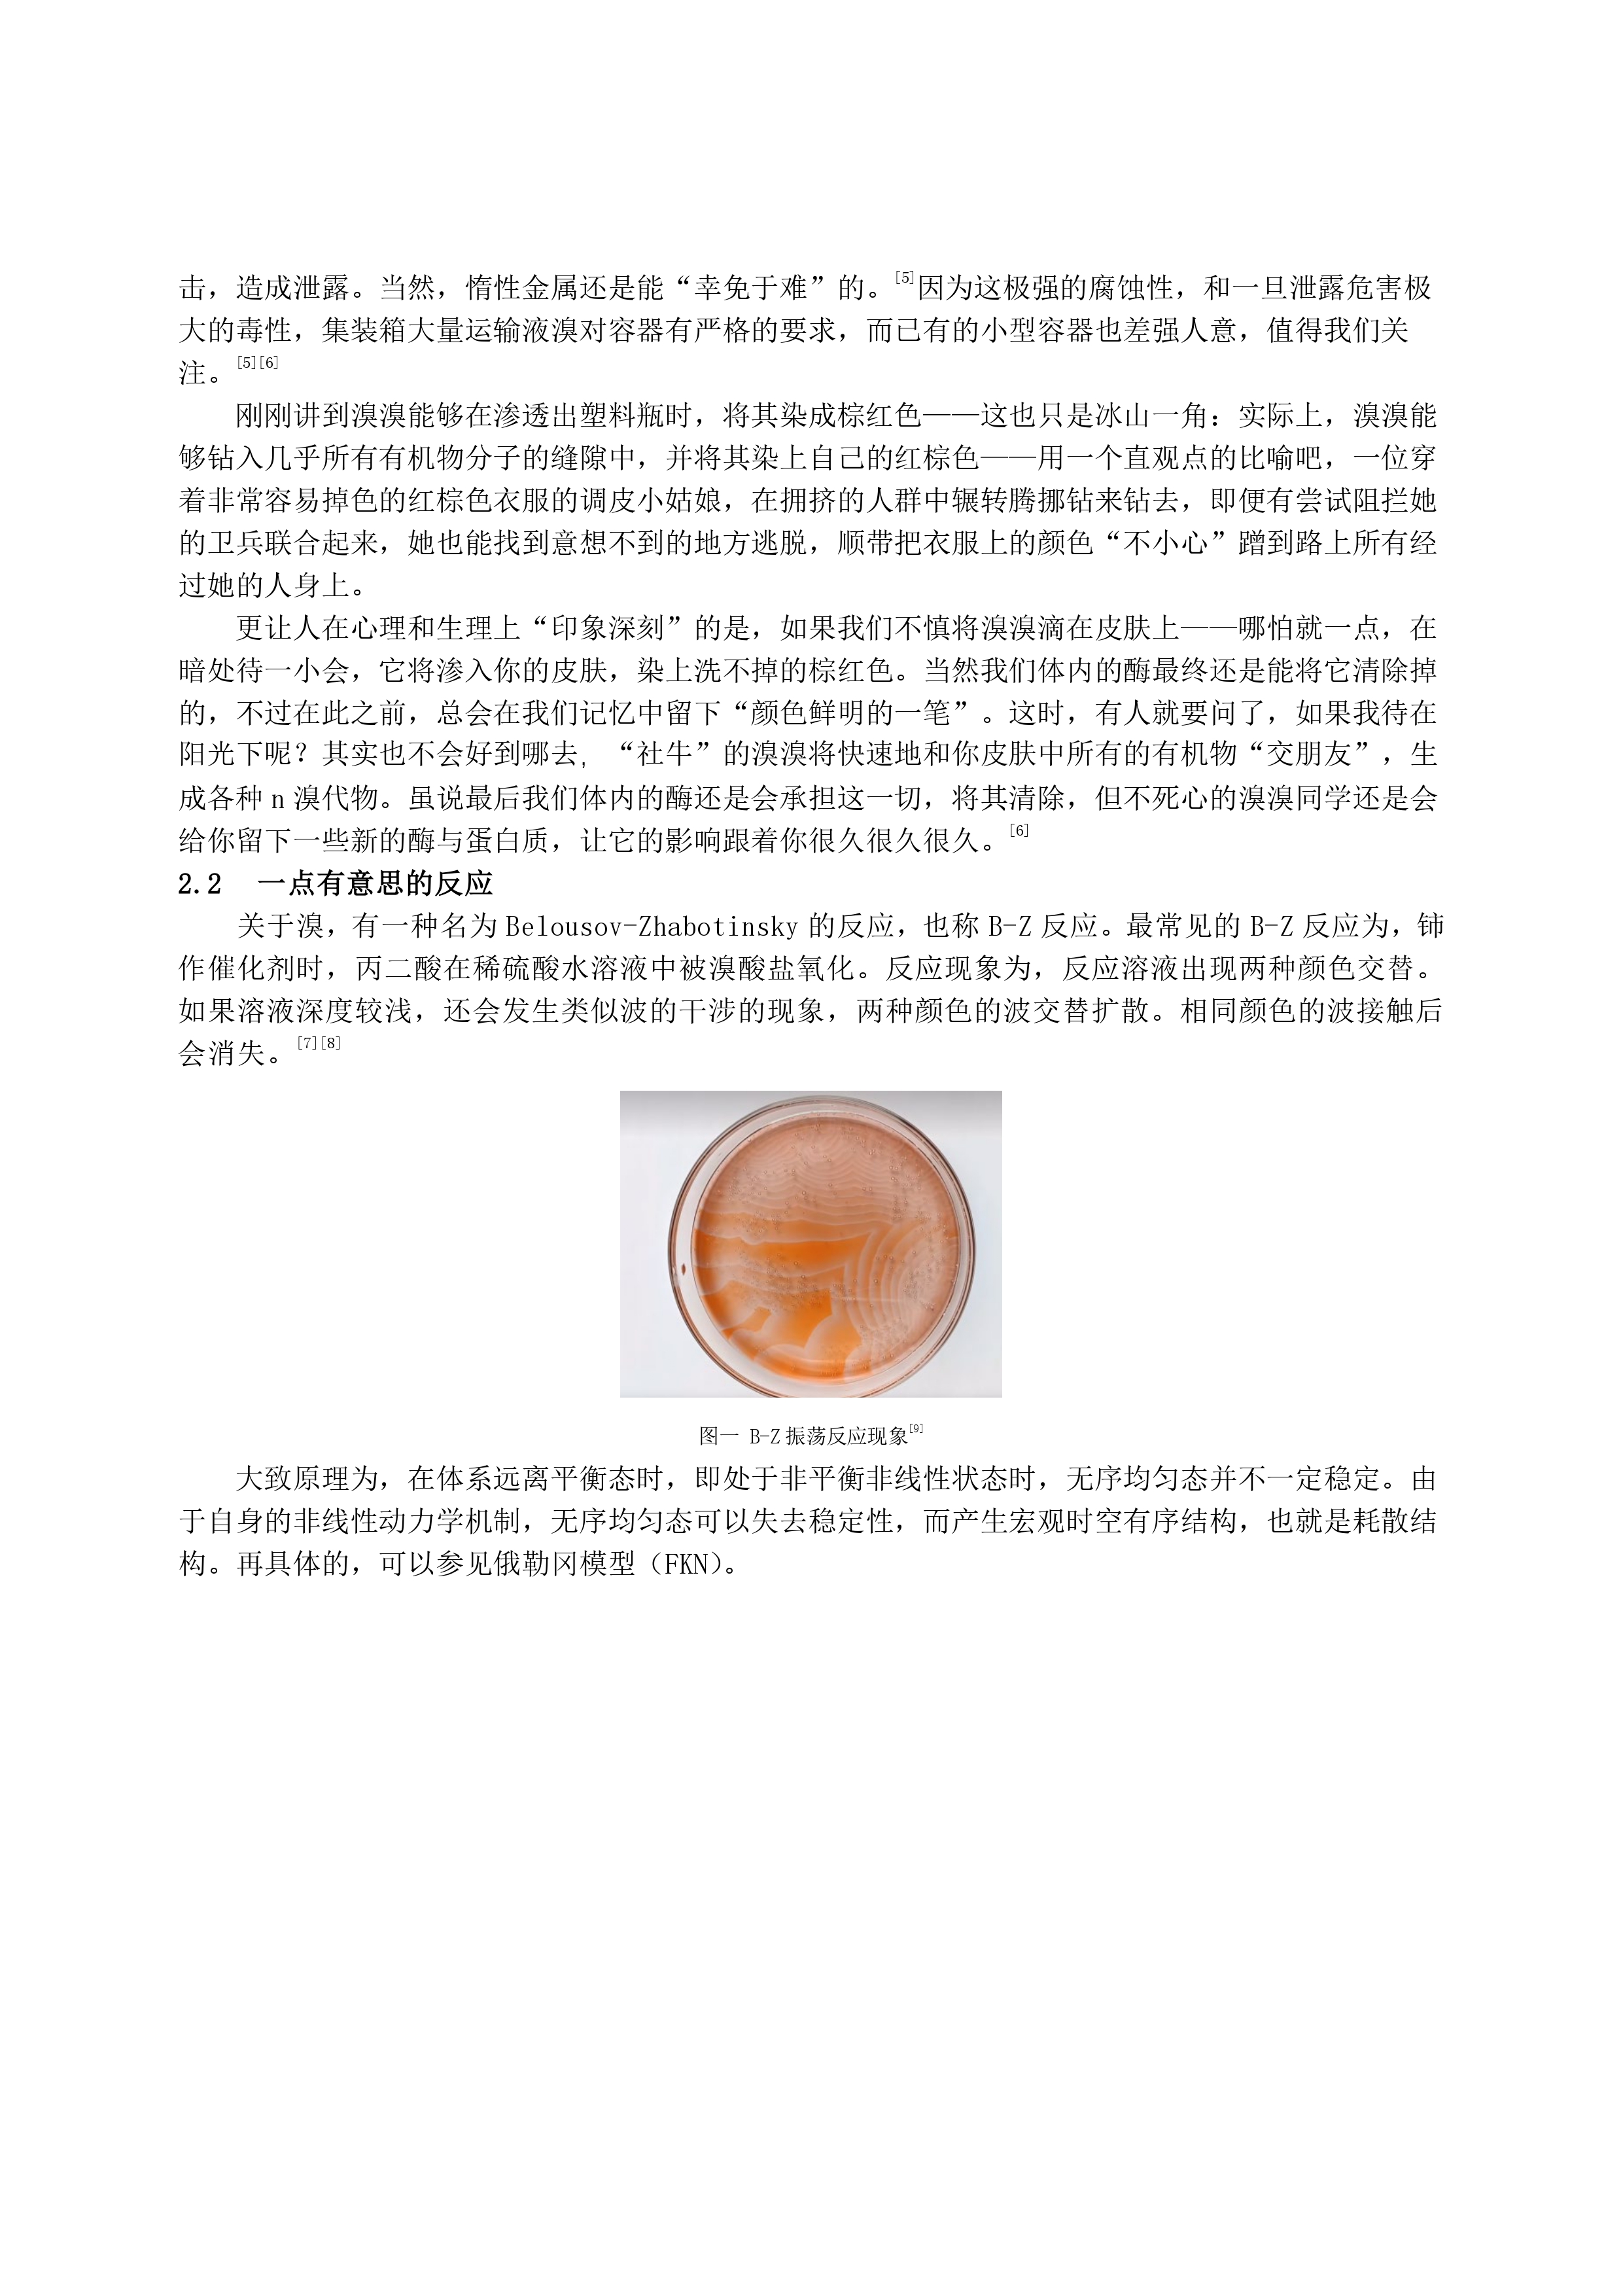 击，造成泄露。当然，惰性金属还是能“幸免于难”的。[5]因为这极强的腐蚀性，和一旦泄露危害极
大的毒性，集装箱大量运输液溴对容器有严格的要求，而已有的小型容器也差强人意，值得我们关
注。[5][6]
刚刚讲到溴溴能够在渗透出塑料瓶时，将其染成棕红色——这也只是冰山一角：实际上，溴溴能
够钻入几乎所有有机物分子的缝隙中，并将其染上自己的红棕色——用一个直观点的比喻吧，一位穿
着非常容易掉色的红棕色衣服的调皮小姑娘，在拥挤的人群中辗转腾挪钻来钻去，即便有尝试阻拦她
的卫兵联合起来，她也能找到意想不到的地方逃脱，顺带把衣服上的颜色“不小心”蹭到路上所有经
过她的人身上。
更让人在心理和生理上“印象深刻”的是，如果我们不慎将溴溴滴在皮肤上——哪怕就一点，在
暗处待一小会，它将渗入你的皮肤，染上洗不掉的棕红色。当然我们体内的酶最终还是能将它清除掉
的，不过在此之前，总会在我们记忆中留下“颜色鲜明的一笔”。这时，有人就要问了，如果我待在
阳光下呢？其实也不会好到哪去，“社牛”的溴溴将快速地和你皮肤中所有的有机物“交朋友”，生
成各种 n 溴代物。虽说最后我们体内的酶还是会承担这一切，将其清除，但不死心的溴溴同学还是会
给你留下一些新的酶与蛋白质，让它的影响跟着你很久很久很久。[6]
2.2 一点有意思的反应
关于溴，有一种名为 Belousov-Zhabotinsky 的反应，也称 B-Z 反应。最常见的 B-Z 反应为，铈
作催化剂时，丙二酸在稀硫酸水溶液中被溴酸盐氧化。反应现象为，反应溶液出现两种颜色交替。
如果溶液深度较浅，还会发生类似波的干涉的现象，两种颜色的波交替扩散。相同颜色的波接触后
会消失。[7][8]
图一 B-Z 振荡反应现象[9]
大致原理为，在体系远离平衡态时，即处于非平衡非线性状态时，无序均匀态并不一定稳定。由
于自身的非线性动力学机制，无序均匀态可以失去稳定性，而产生宏观时空有序结构，也就是耗散结
构。再具体的，可以参见俄勒冈模型（FKN）。